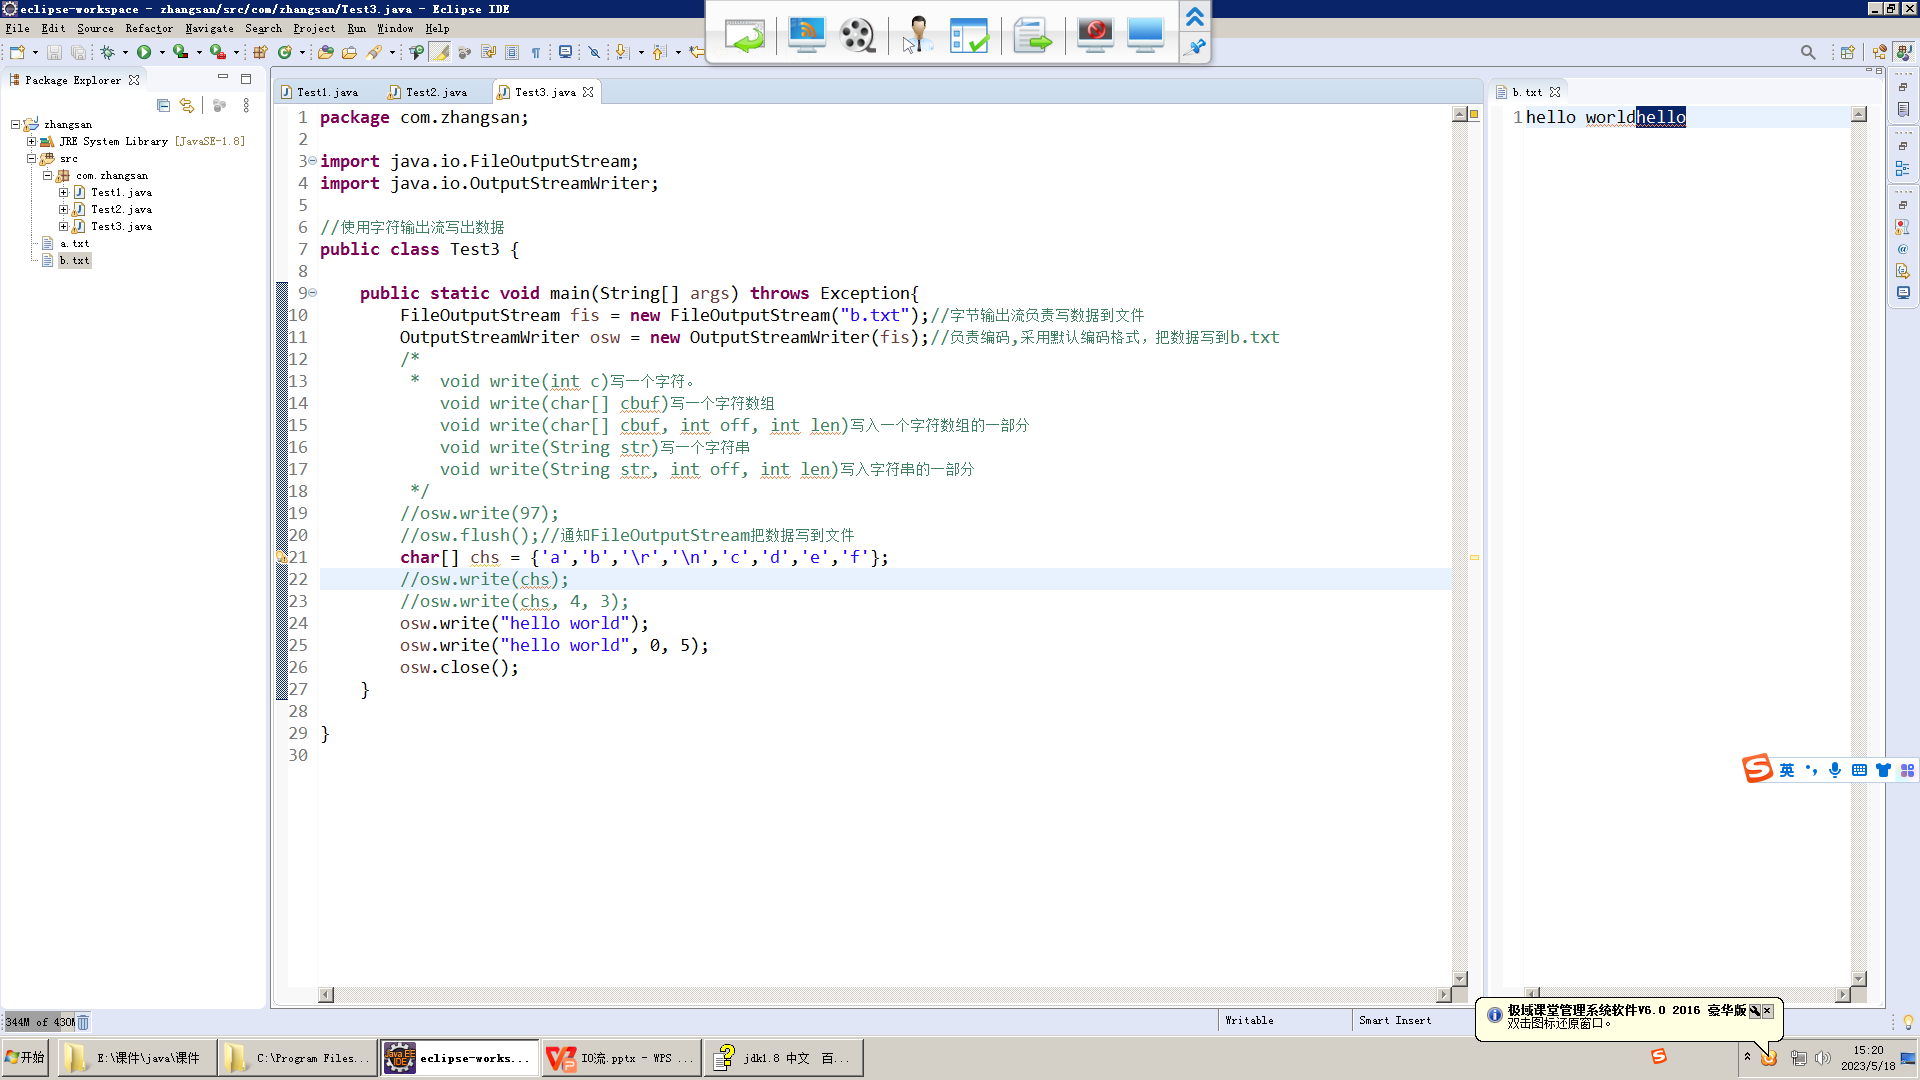 eclipse-workspace - zhangsan/src/com/zhangsan/Test3.java - Eclipse IDE
File Edit Source Refactor Navigate Search Project Run Window Help
Package Explorer
zhangsan
JRE System Library [JavaSE-1.8]
src
com.zhangsan
Test1.java
Test2.java
Test3.java
a.txt
b.txt
Test1.java Test2.java Test3.java
1 package com.zhangsan;
2
3 import java.io.FileOutputStream;
4 import java.io.OutputStreamWriter;
5
6 //使用字符输出流写出数据
7 public class Test3 {
8
9 public static void main(String[] args) throws Exception{
10 FileOutputStream fis = new FileOutputStream("b.txt");//字节输出流负责写数据到文件
11 OutputStreamWriter osw = new OutputStreamWriter(fis);//负责编码,采用默认编码格式，把数据写到b.txt
12 /*
13 * void write(int c)写一个字符。
14 void write(char[] cbuf)写一个字符数组
15 void write(char[] cbuf, int off, int len)写入一个字符数组的一部分
16 void write(String str)写一个字符串
17 void write(String str, int off, int len)写入字符串的一部分
18 */
19 //osw.write(97);
20 //osw.flush();//通知FileOutputStream把数据写到文件
21 char[] chs = {'a','b','\r','\n','c','d','e','f'};
22 //osw.write(chs);
23 //osw.write(chs, 4, 3);
24 osw.write("hello world");
25 osw.write("hello world", 0, 5);
26 osw.close();
27 }
28
29 }
30
b.txt
1 hello worldhello
英
344M of 430M
Writable
Smart Insert
极域课堂管理系统软件V6.0 2016 豪华版
双击图标还原窗口。
开始
E:\课件\java\课件
C:\Program Files...
eclipse-works...
IO流.pptx - WPS ...
jdk1.8 中文 百...
15:20
2023/5/18